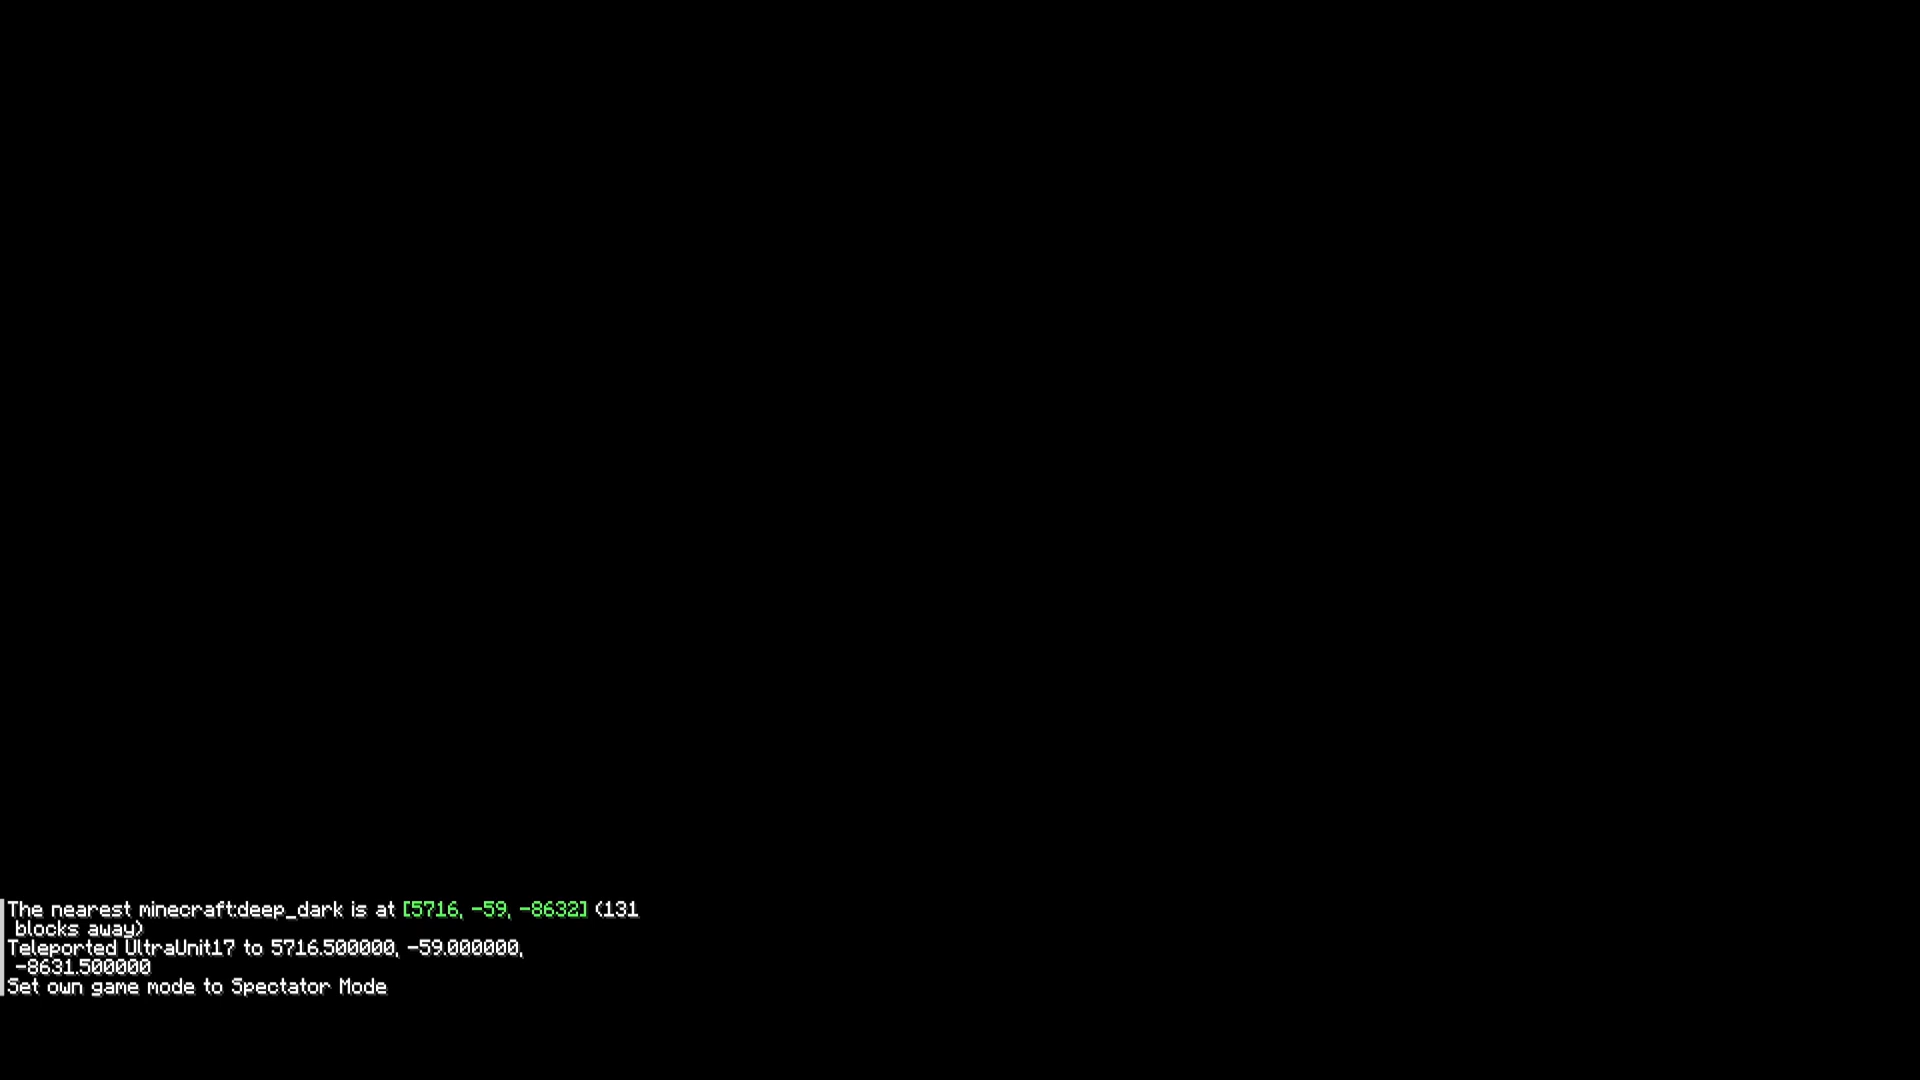 The nearest minecraft:deep_dark is at [5716, -59, -8632] (131
blocks away)
Teleported UltraUnit17 to 5716.500000, -59.000000,
-8631.500000
Set own game mode to Spectator Mode